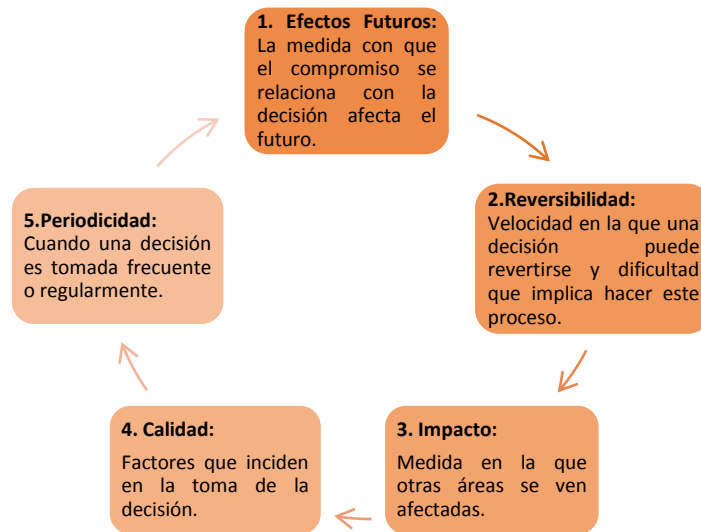 1. Efectos Futuros:
La medida con que
el compromiso se
relaciona con la
decisión afecta el
futuro.
2.Reversibilidad:
Velocidad en la que una
decisión puede
revertirse y dificultad
que implica hacer este
proceso.
3. Impacto:
Medida en la que
otras áreas se ven
afectadas.
4. Calidad:
Factores que inciden
en la toma de la
decisión.
5.Periodicidad:
Cuando una decisión
es tomada frecuente
o regularmente.